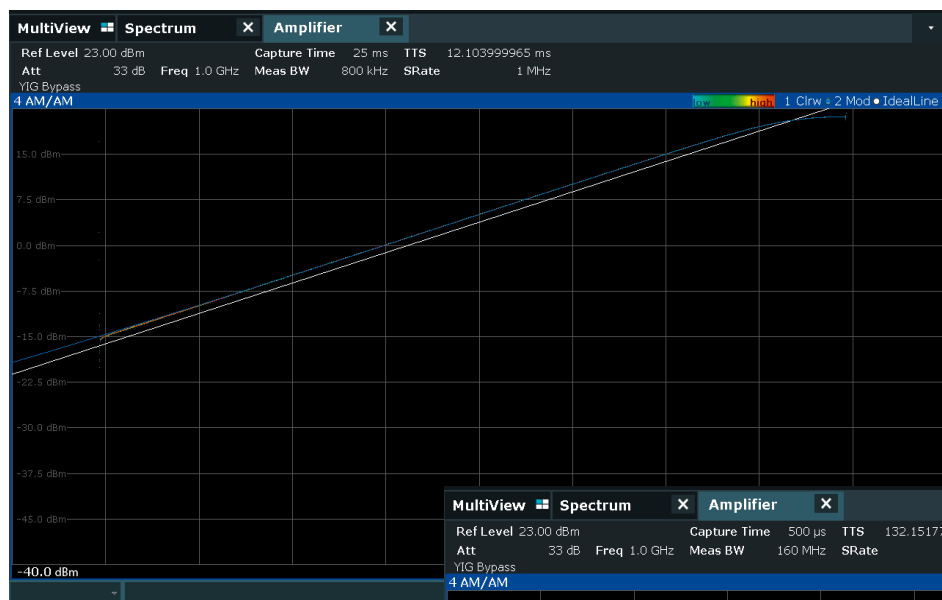 MultiView Spectrum X Amplifier X
Ref Level 23.00 dBm Capture Time 25 ms TTS 12.103999965 ms
Att 33 dB Freq 1.0 GHz Meas BW 800 kHz SRate 1 MHz
YIG Bypass
4 AM/AM low high 1 Clrw 2 Mod IdealLine
15.0 dBm
7.5 dBm
0.0 dBm
-7.5 dBm
-15.0 dBm
-22.5 dBm
-30.0 dBm
-37.5 dBm
-45.0 dBm
-40.0 dBm
MultiView Spectrum X Amplifier X
Ref Level 23.00 dBm Capture Time 500 µs TTS 132.15177
Att 33 dB Freq 1.0 GHz Meas BW 160 MHz SRate
YIG Bypass
4 AM/AM